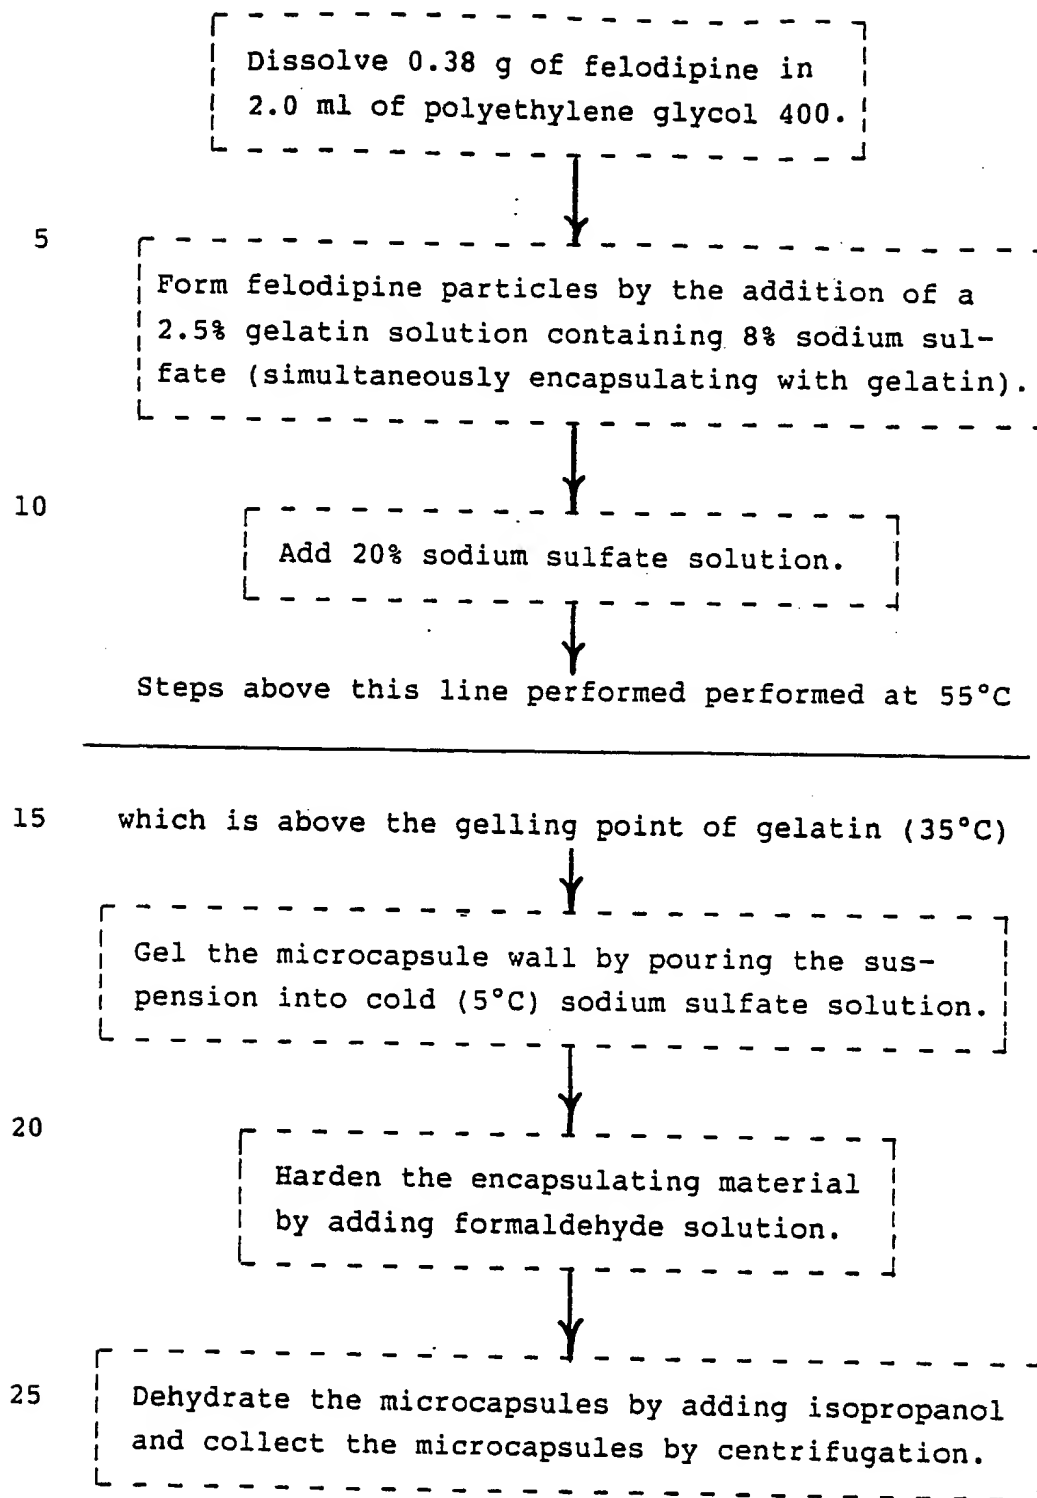 Dissolve 0.38 g of felodipine in
2.0 ml of polyethylene glycol 400.
5
Form felodipine particles by the addition of a
2.5% gelatin solution containing 8% sodium sul-
fate (simultaneously encapsulating with gelatin).
10
Add 20% sodium sulfate solution.
Steps above this line performed performed at 55°C
15 which is above the gelling point of gelatin (35°C)
Gel the microcapsule wall by pouring the sus-
pension into cold (5°C) sodium sulfate solution.
20
Harden the encapsulating material
by adding formaldehyde solution.
25 Dehydrate the microcapsules by adding isopropanol
and collect the microcapsules by centrifugation.